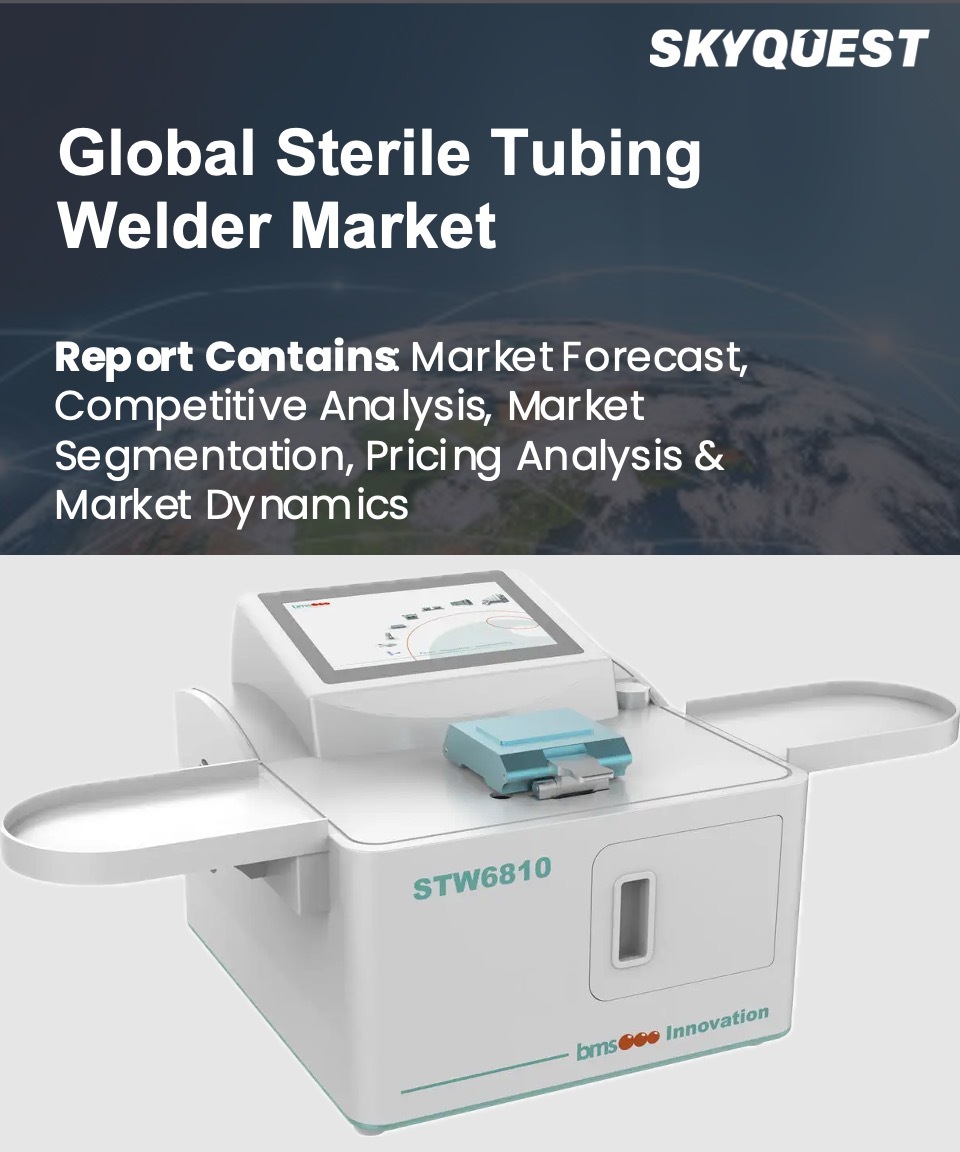 SKYQUEST
Global Sterile Tubing
Welder Market
Report Contains: Market Forecast,
Competitive Analysis, Market
Segmentation, Pricing Analysis &
Market Dynamics
bms
STW6810
bms Innovation